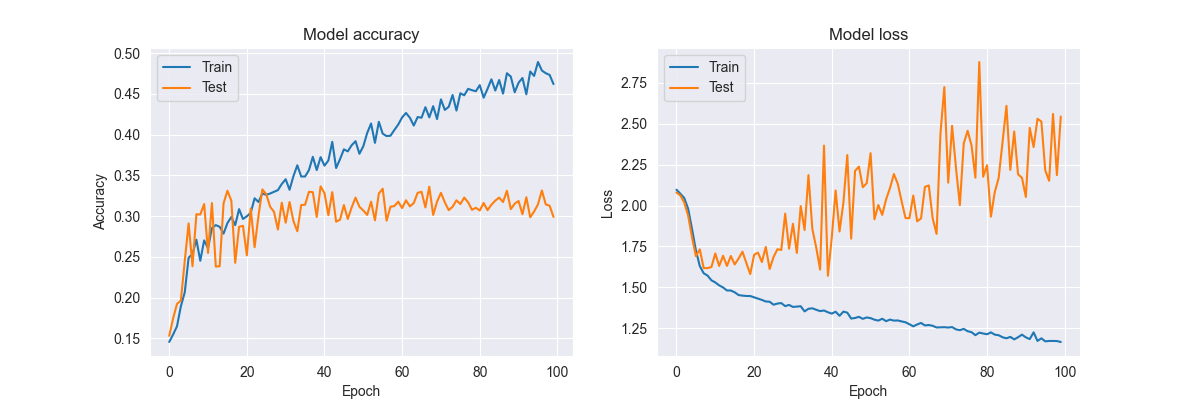 Model accuracy
Train
Test
0.50
0.45
0.40
0.35
0.30
0.25
0.20
0.15
Accuracy
0 20 40 60 80 100
Epoch
Model loss
Train
Test
2.75
2.50
2.25
2.00
1.75
1.50
1.25
Loss
0 20 40 60 80 100
Epoch